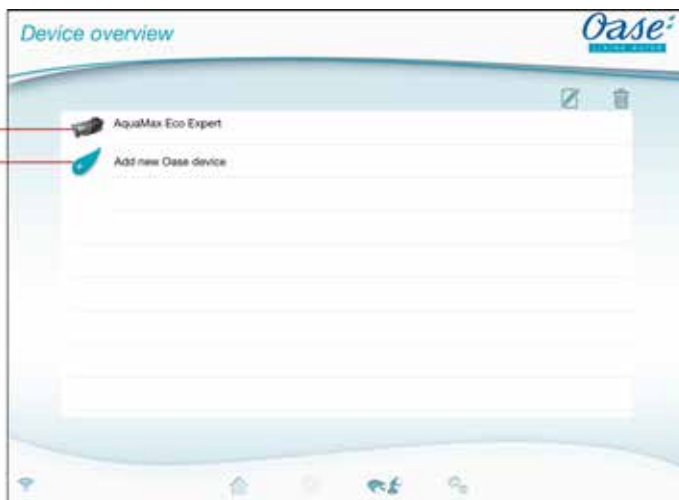 Device overview
Oase
LIVING WATER
AquaMax Eco Expert
Add new Oase device